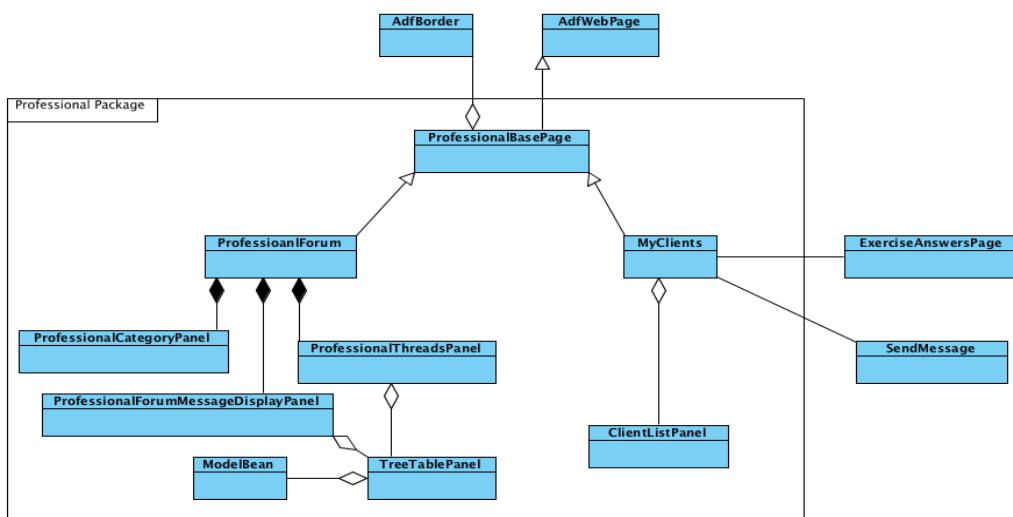 AdfBorder
AdfWebPage
Professional Package
ProfessionalBasePage
ProfessioanlForum
MyClients
ExerciseAnswersPage
ProfessionalCategoryPanel
ProfessionalThreadsPanel
SendMessage
ProfessionalForumMessageDisplayPanel
ClientListPanel
ModelBean
TreeTablePanel